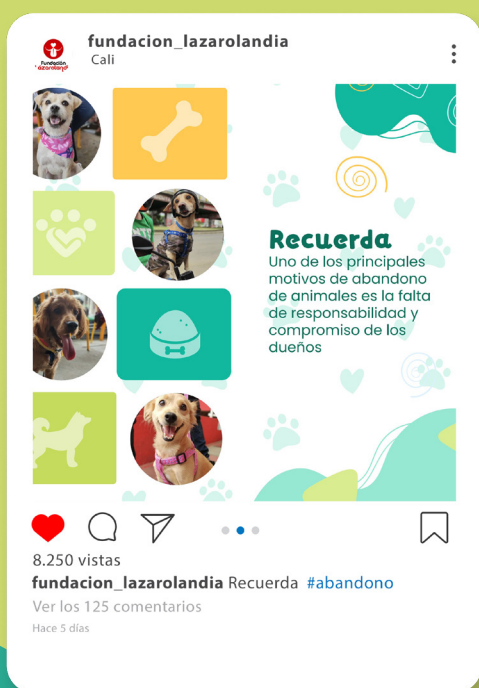 fundacion_lazarolandia
Cali
Fundación
Recuerda
Uno de los principales
motivos de abandono
de animales es la falta
de responsabilidad y
compromiso de los
dueños
8.250 vistas
fundacion_lazarolandia Recuerda #abandono
Ver los 125 comentarios
Hace 5 días